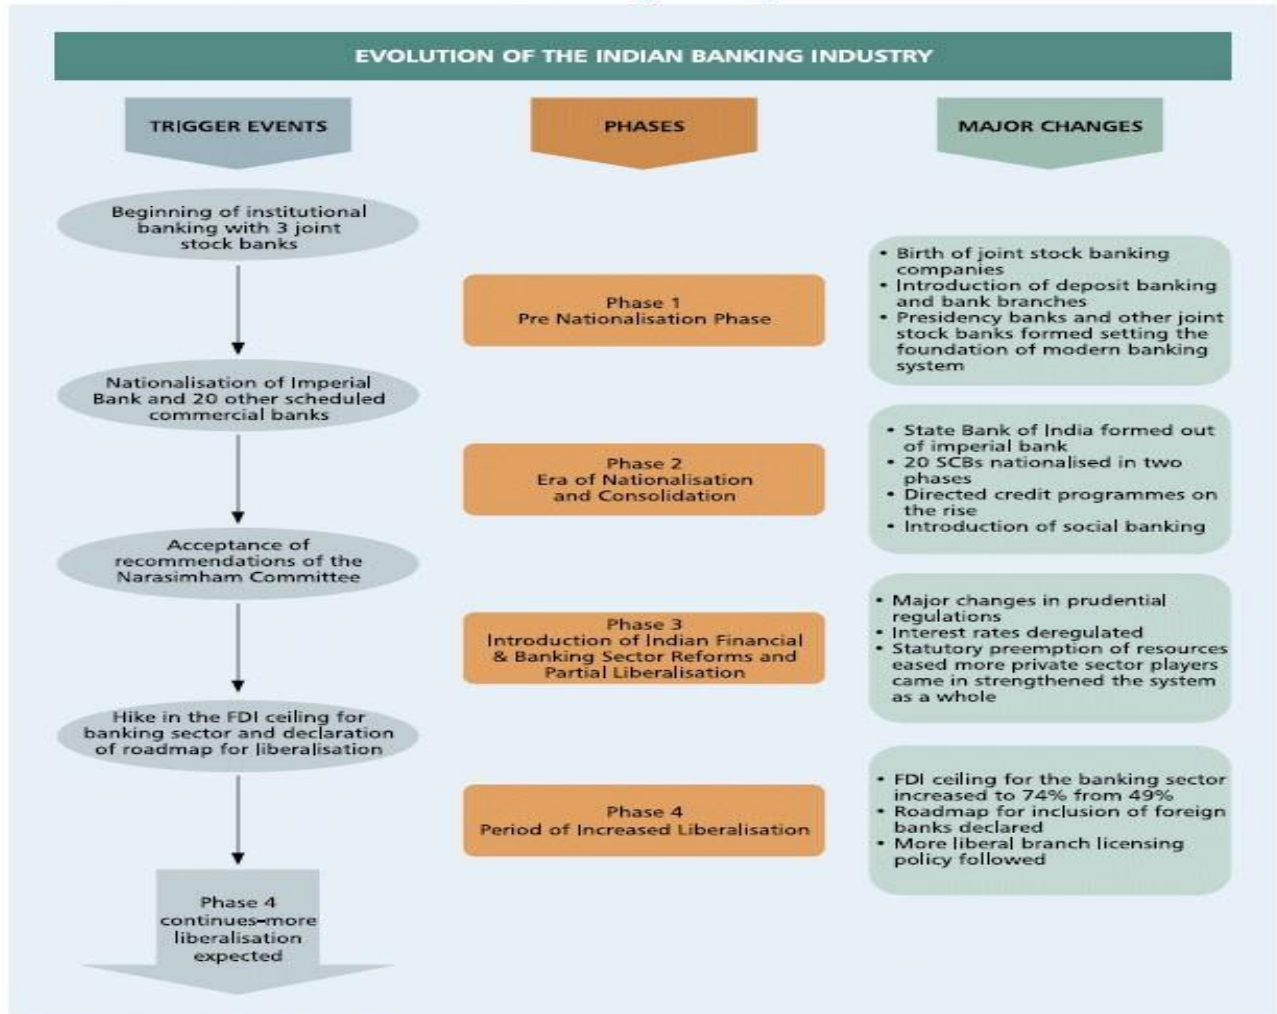 EVOLUTION OF THE INDIAN BANKING INDUSTRY
TRIGGER EVENTS
Beginning of institutional
banking with 3 joint
stock banks
Nationalisation of Imperial
Bank and 20 other scheduled
commercial banks
Acceptance of
recommendations of the
Narasimham Committee
Hike in the FDI ceiling for
banking sector and declaration
of roadmap for liberalisation
Phase 4
continues–more
liberalisation
expected
PHASES
Phase 1
Pre Nationalisation Phase
Phase 2
Era of Nationalisation
and Consolidation
Phase 3
Introduction of Indian Financial
& Banking Sector Reforms and
Partial Liberalisation
Phase 4
Period of Increased Liberalisation
MAJOR CHANGES
• Birth of joint stock banking
companies
• Introduction of deposit banking
and bank branches
• Presidency banks and other joint
stock banks formed setting the
foundation of modern banking
system
• State Bank of India formed out
of imperial bank
• 20 SCBs nationalised in two
phases
• Directed credit programmes on
the rise
• Introduction of social banking
• Major changes in prudential
regulations
• Interest rates deregulated
• Statutory preemption of resources
eased more private sector players
came in strengthened the system
as a whole
• FDI ceiling for the banking sector
increased to 74% from 49%
• Roadmap for inclusion of foreign
banks declared
• More liberal branch licensing
policy followed